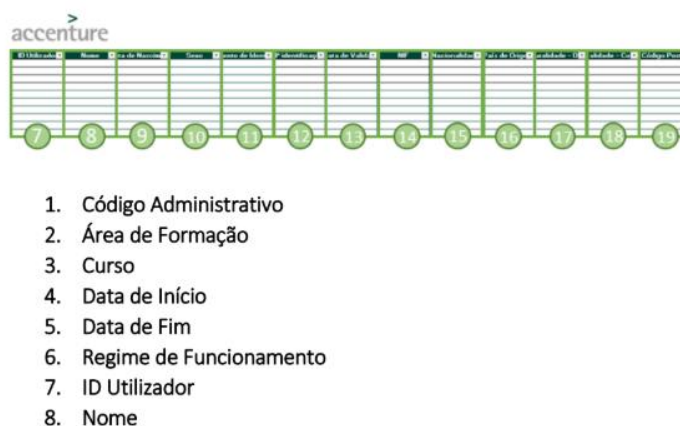 accenture
ID Utilizador Nome Sexo NIF
7 8 9 10 11 12 13 14 15 16 17 18 19
1. Código Administrativo
2. Área de Formação
3. Curso
4. Data de Início
5. Data de Fim
6. Regime de Funcionamento
7. ID Utilizador
8. Nome